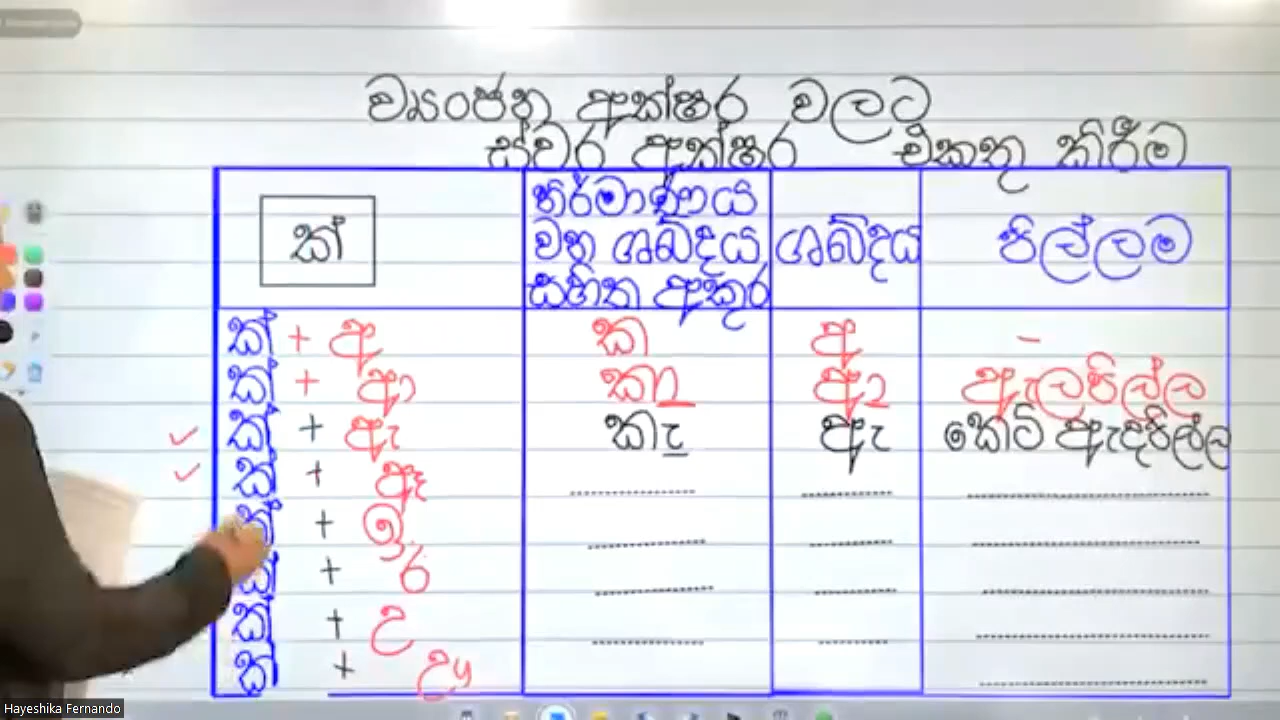 ව්‍යංජන අක්ෂර වලට
ස්වර අක්ෂර එකතු කිරීම
ක්
නිර්මාණය වන ශබ්දය සහිත අකුර
ශබ්දය
පිල්ලම
ක් + අ ක අ -
ක් + ආ කා ආ ඇලපිල්ල
ක් + ඇ කැ ඇ කෙටි ඇදපිල්ල
ක් + ඈ
ක් + ඉ
ක් + ඊ
ක් + උ
ක් + ඌ
Hayeshika Fernando